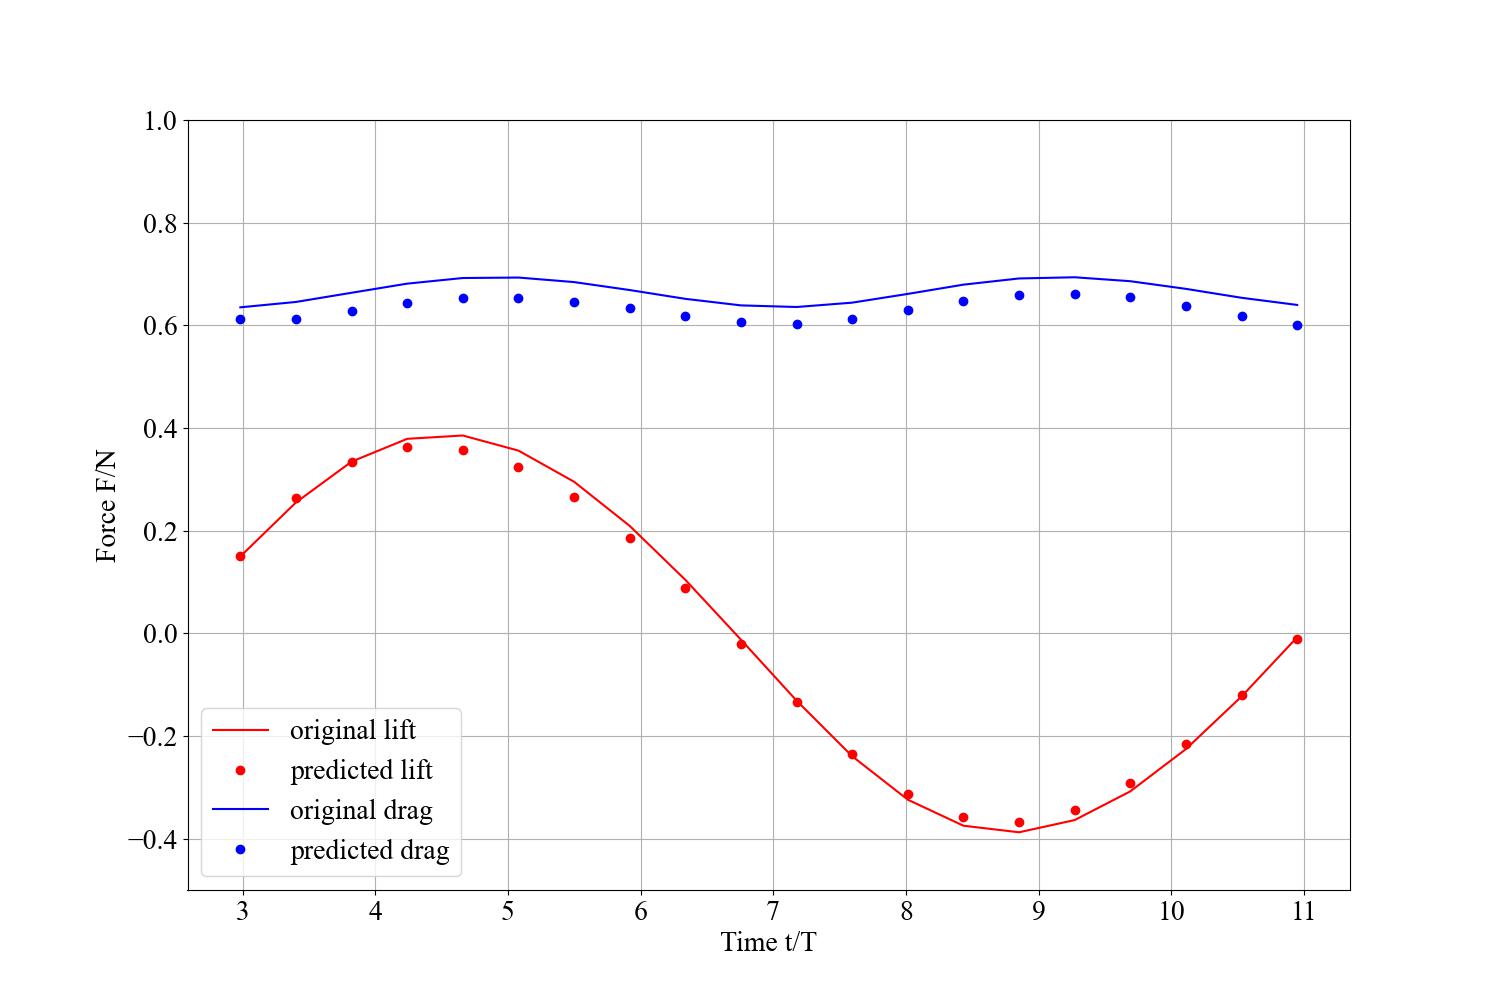 1.0
0.8
0.6
0.4
0.2
0.0
−0.2
−0.4
Force F/N
original lift
predicted lift
original drag
predicted drag
3 4 5 6 7 8 9 10 11
Time t/T